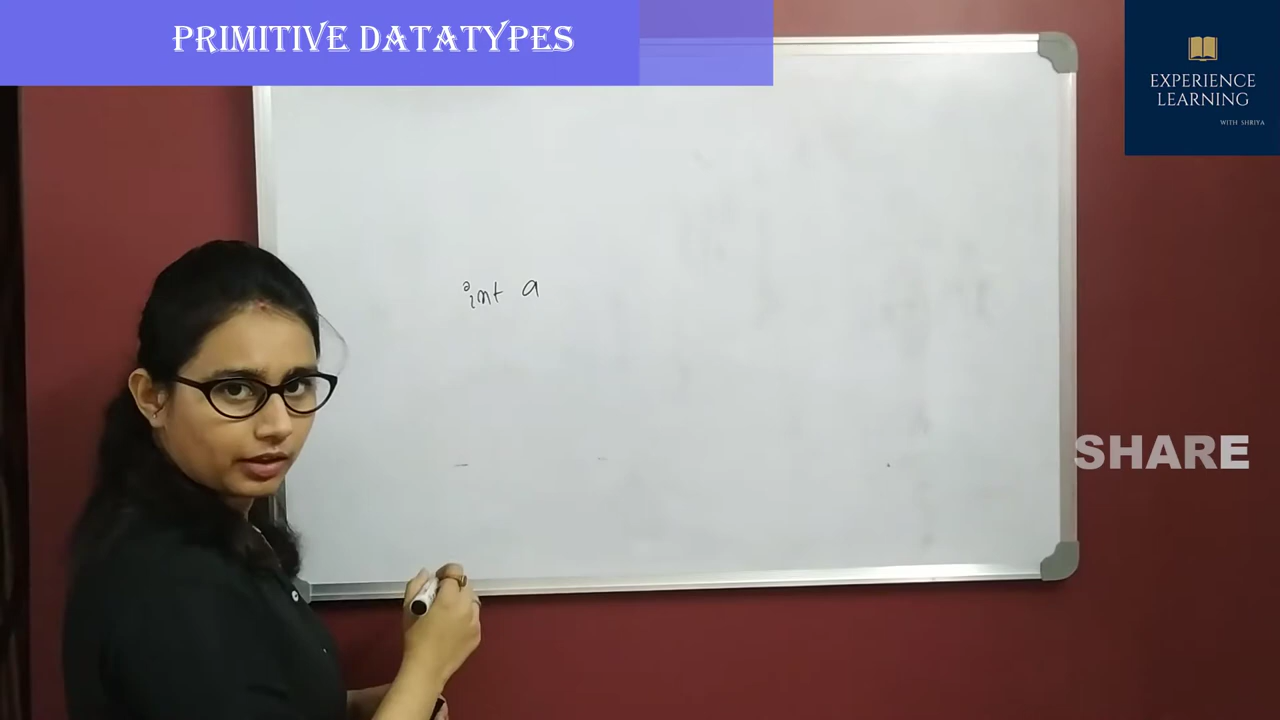 PRIMITIVE DATATYPES
EXPERIENCE
LEARNING
WITH SHRIYA
int a
SHARE